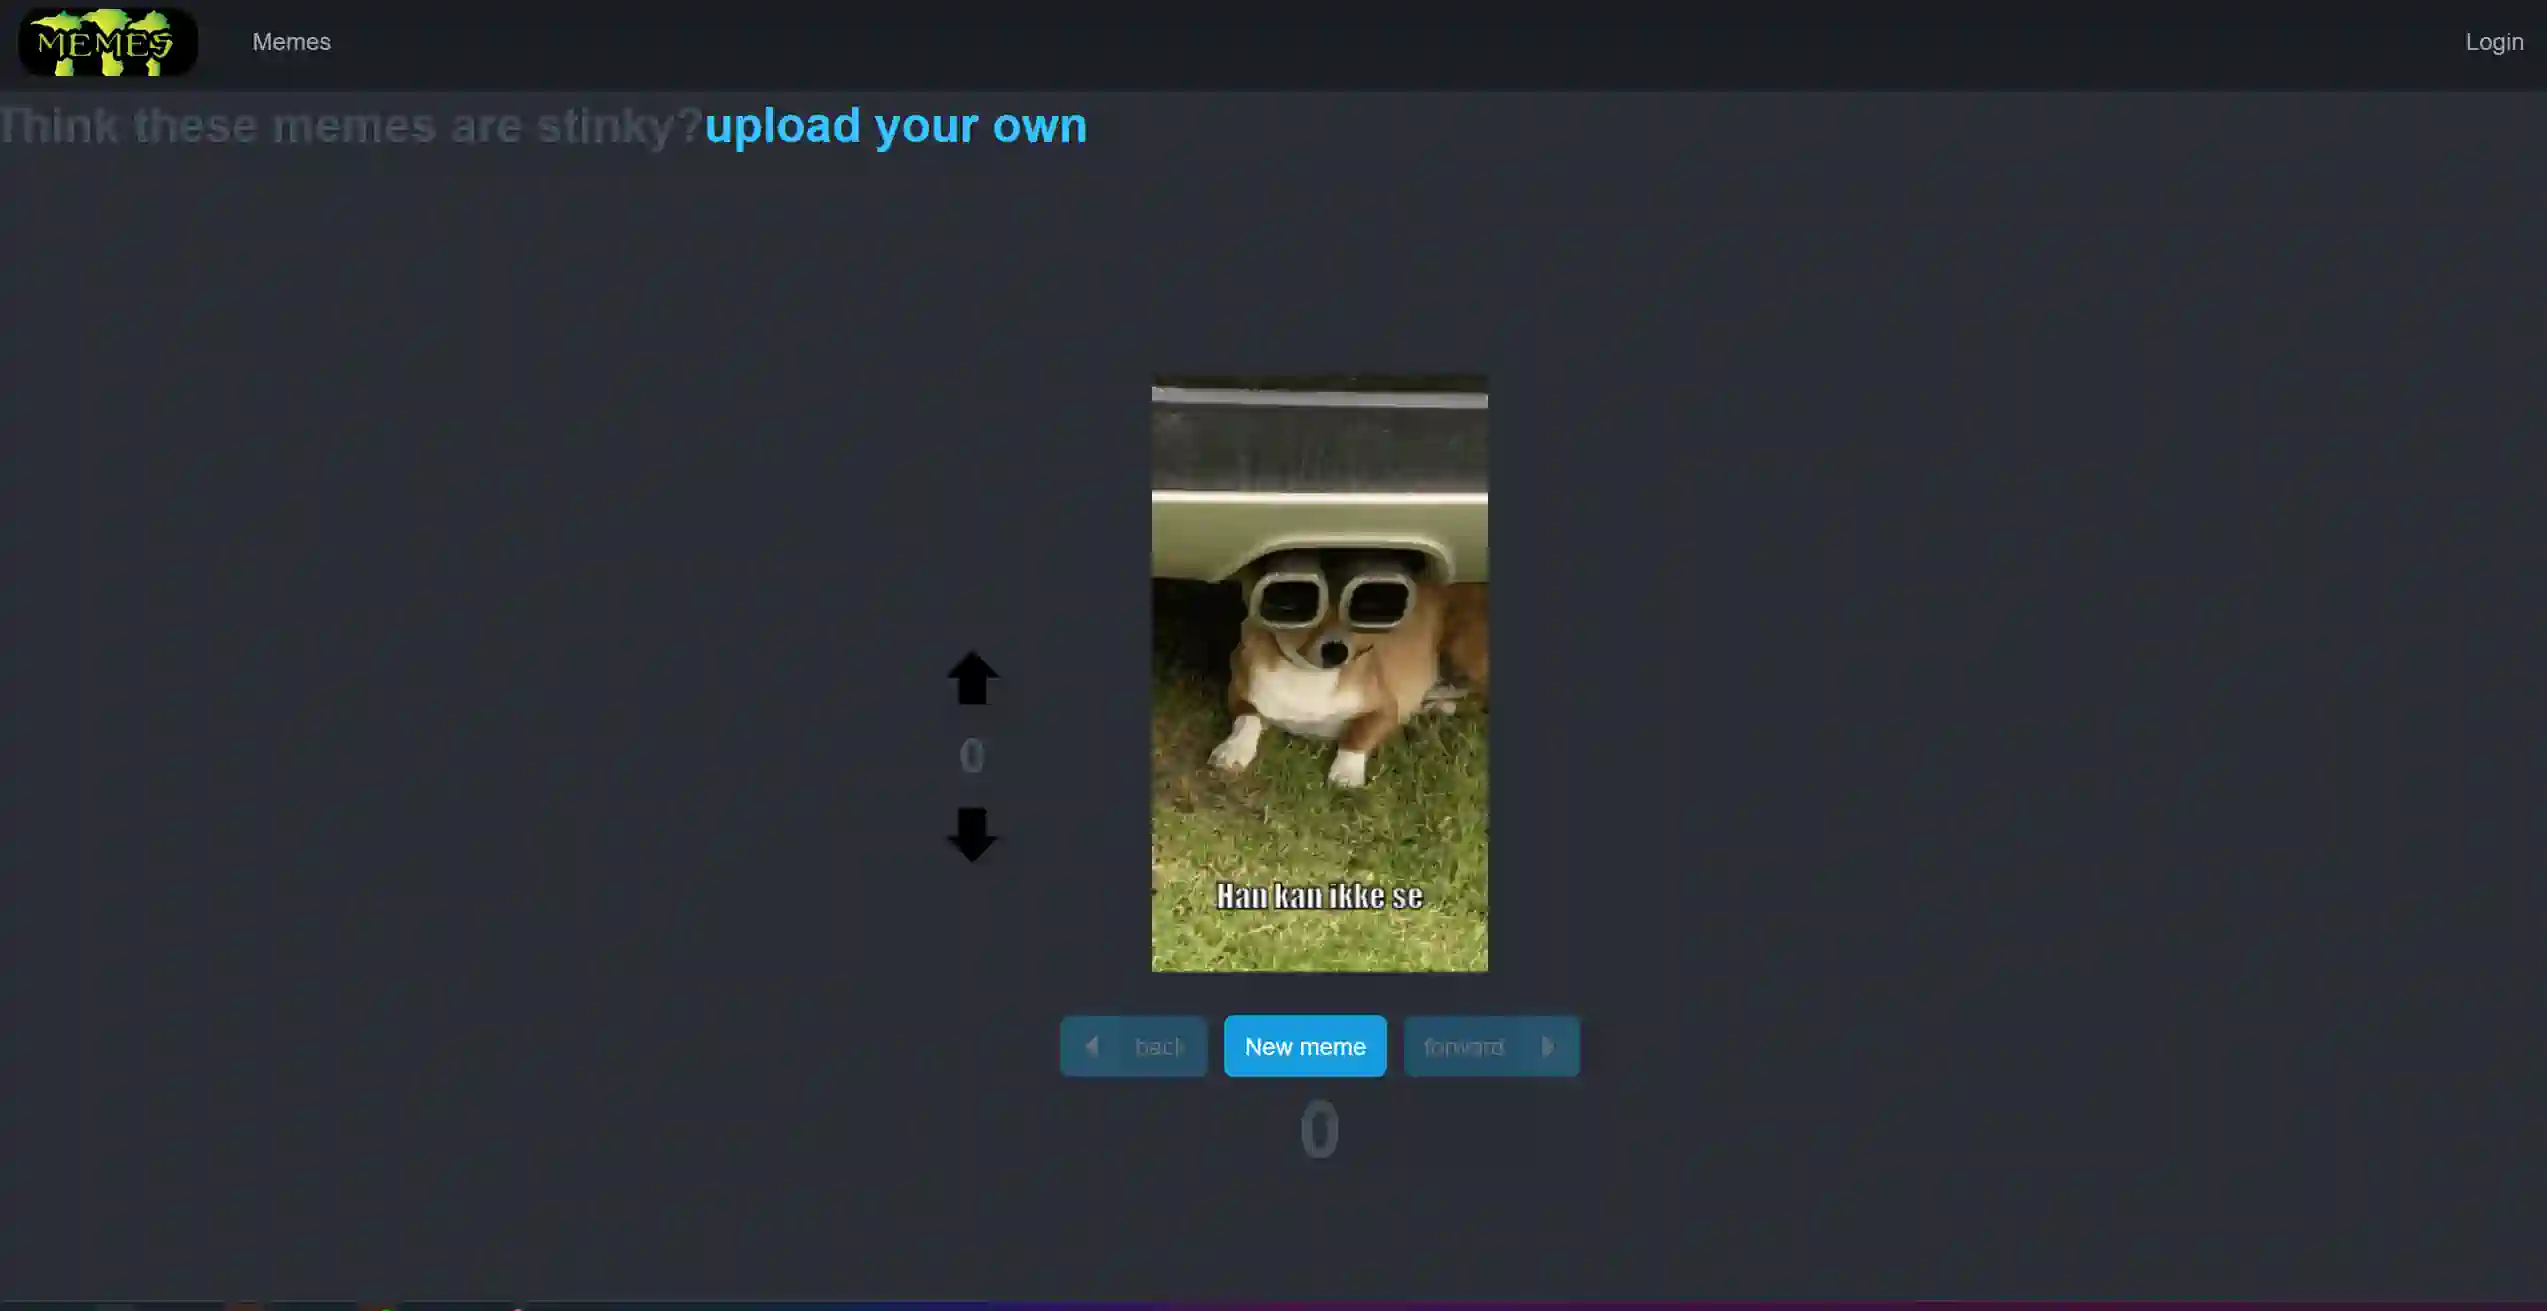 MEMES
Memes
Login
Think these memes are stinky?upload your own
0
Han kan ikke se
back
New meme
forward
0